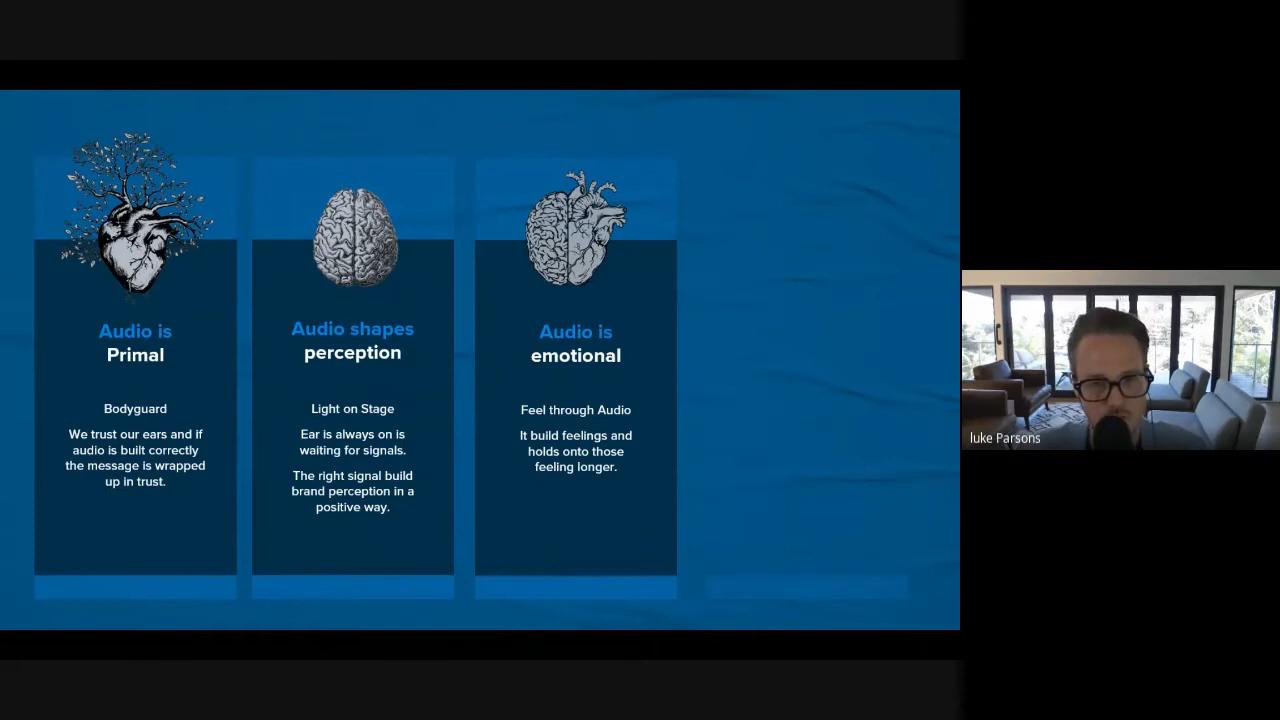 Audio is
Primal
Bodyguard
We trust our ears and if
audio is built correctly
the message is wrapped
up in trust.
Audio shapes
perception
Light on Stage
Ear is always on is
waiting for signals.
The right signal build
brand perception in a
positive way.
Audio is
emotional
Feel through Audio
It build feelings and
holds onto those
feeling longer.
luke Parsons